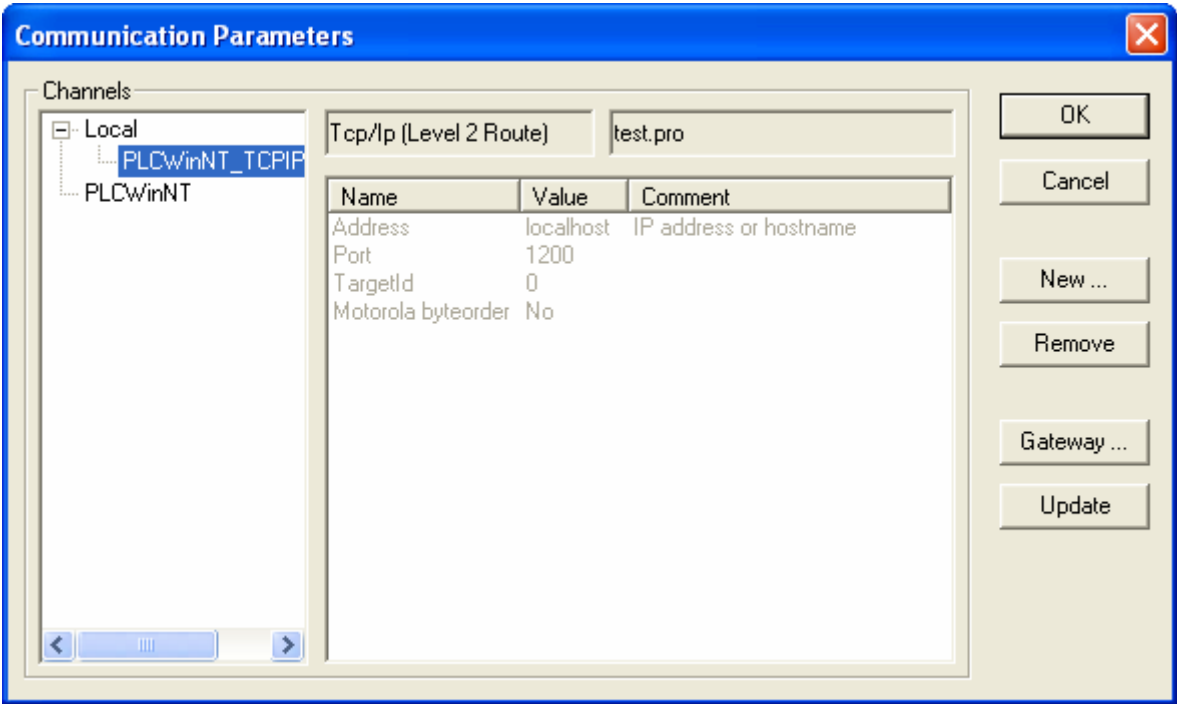 Communication Parameters
Channels
Local
PLCWinNT_TCPIP
PLCWinNT
Tcp/Ip (Level 2 Route) test.pro
Name Value Comment
Address localhost IP address or hostname
Port 1200
TargetId 0
Motorola byteorder No
OK
Cancel
New ...
Remove
Gateway ...
Update